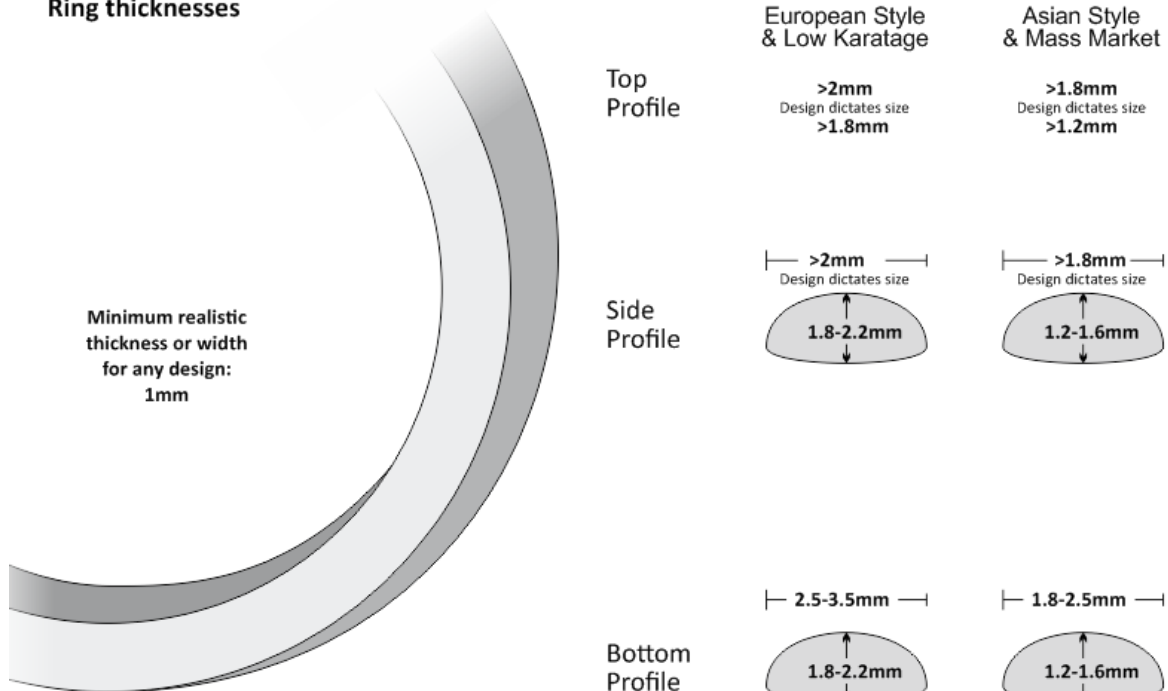 Ring thicknesses
European Style
& Low Karatage
Asian Style
& Mass Market
Top
Profile
>2mm
Design dictates size
>1.8mm
>1.8mm
Design dictates size
>1.2mm
Minimum realistic
thickness or width
for any design:
1mm
Side
Profile
>2mm
Design dictates size
1.8-2.2mm
>1.8mm
Design dictates size
1.2-1.6mm
Bottom
Profile
2.5-3.5mm
1.8-2.2mm
1.8-2.5mm
1.2-1.6mm